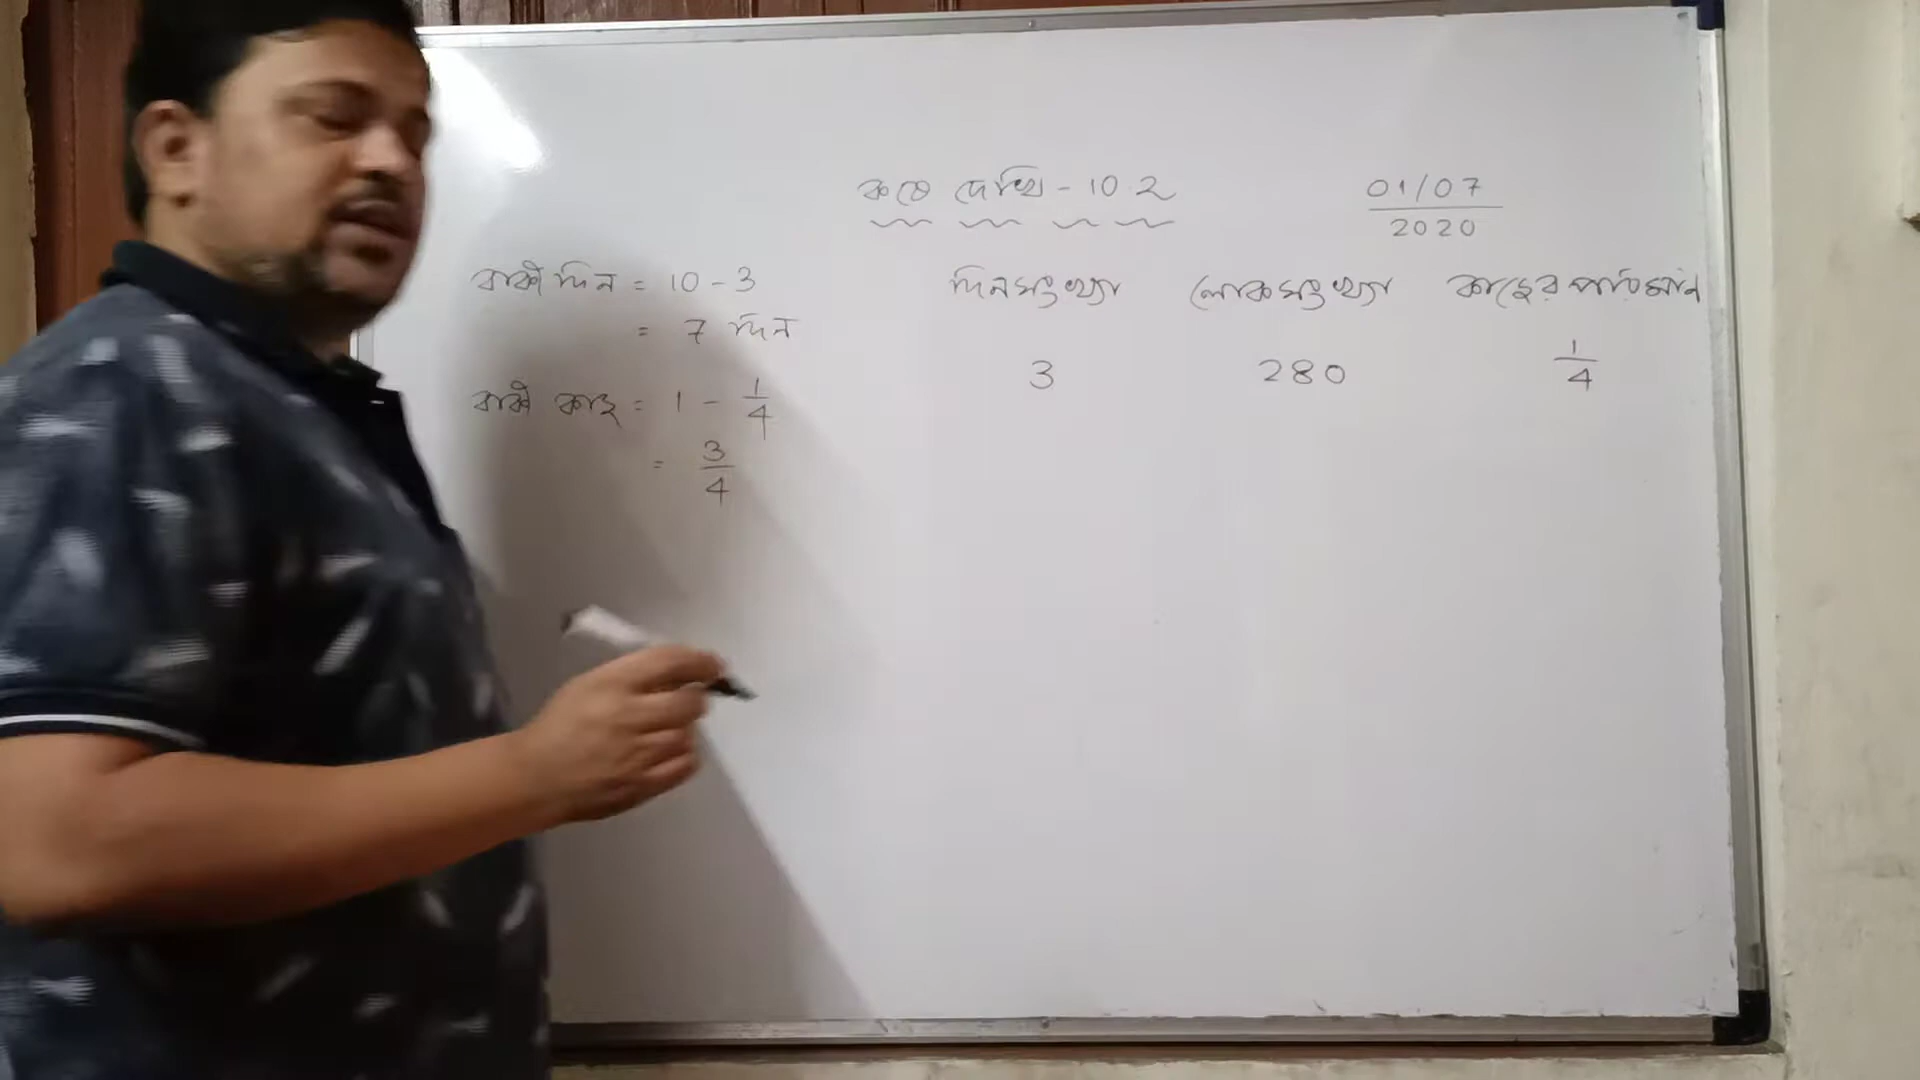 কষে দেখি - 10.2
01/07
2020
বাকী দিন = 10 - 3
= 7 দিন
বাকী কাজ = 1 - 1/4
= 3/4
দিনসংখ্যা লোকসংখ্যা কাজের পরিমান
3 280 1/4